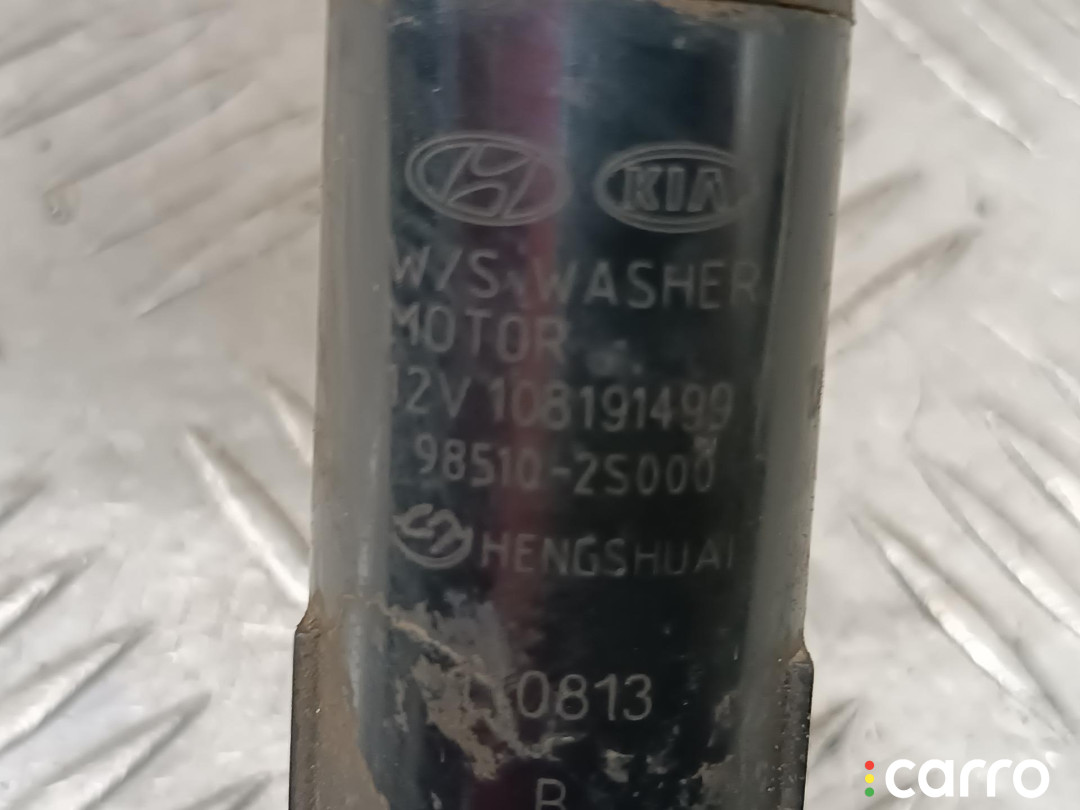 KIA
W/S WASHER
MOTOR
12V 108191499
98510-2S000
HENGSHUAI
0813
B
carro